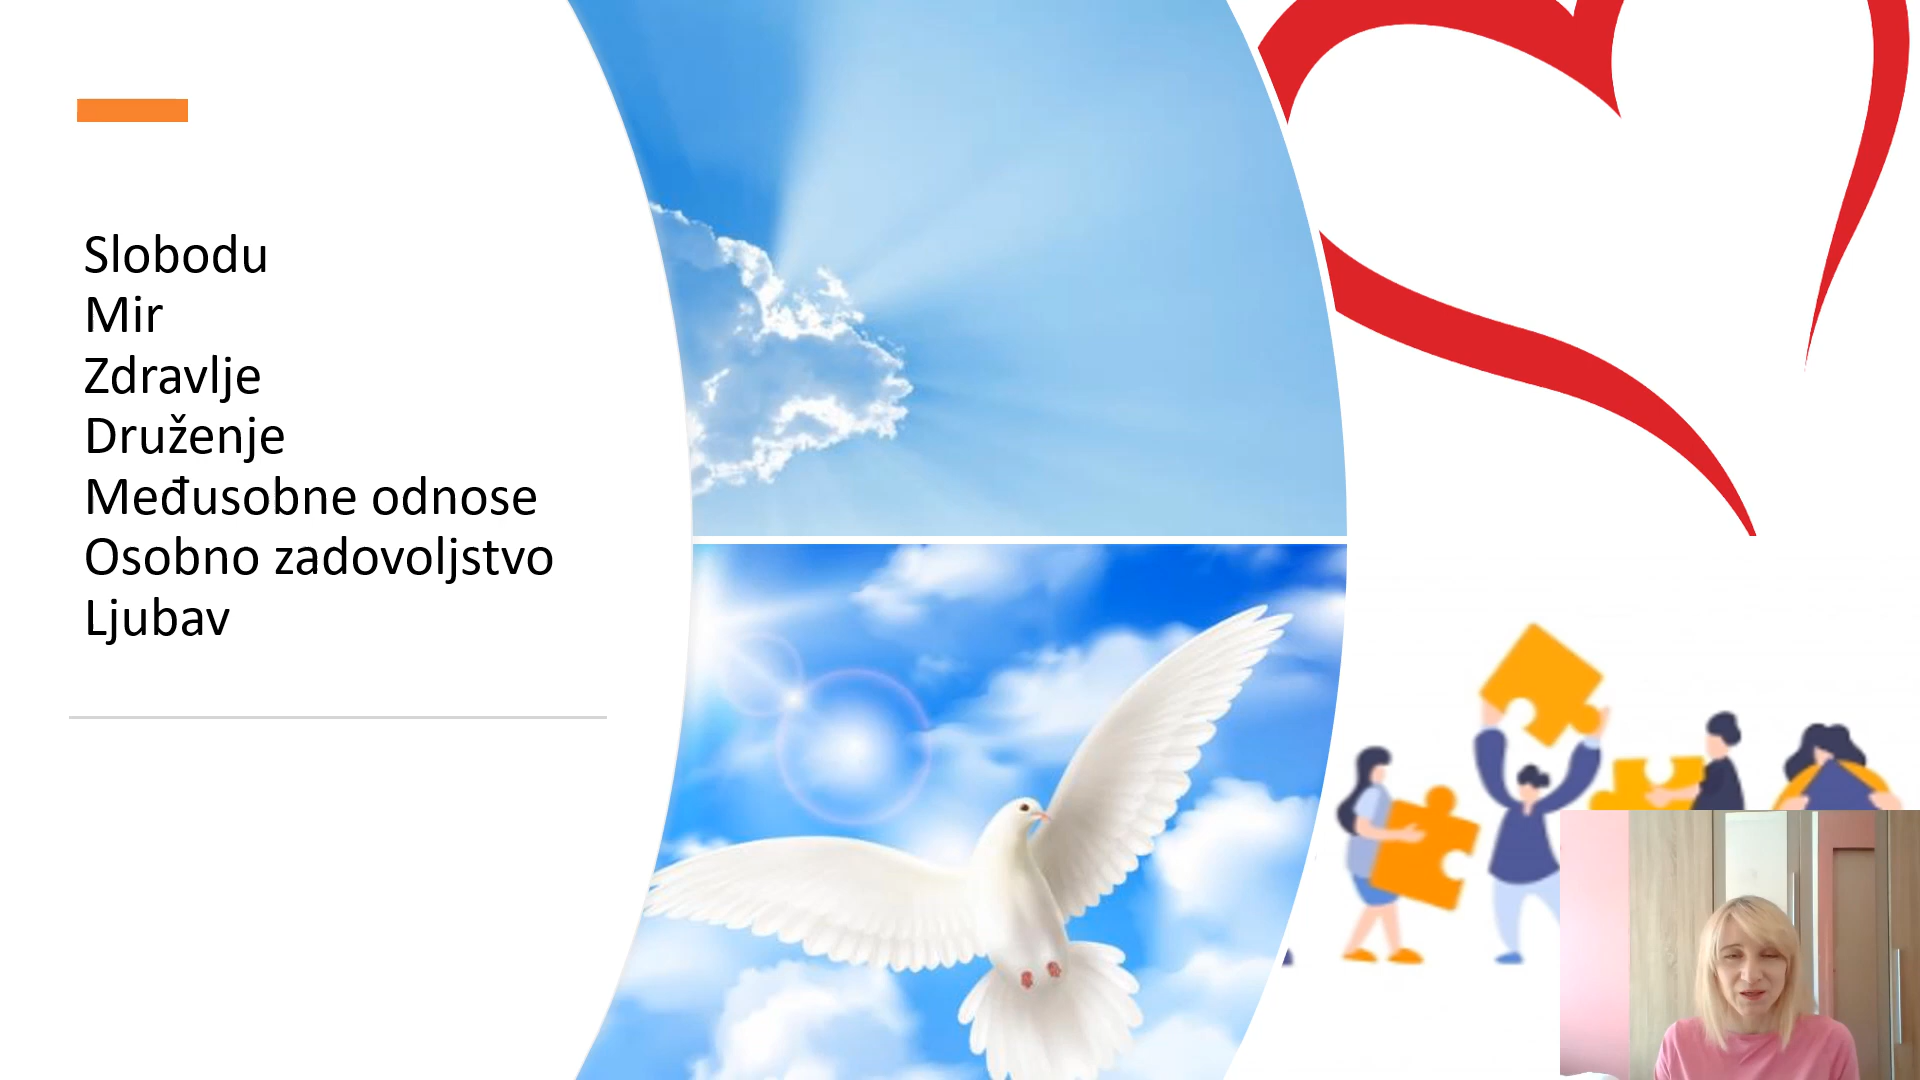 Slobodu
Mir
Zdravlje
Druženje
Međusobne odnose
Osobno zadovoljstvo
Ljubav